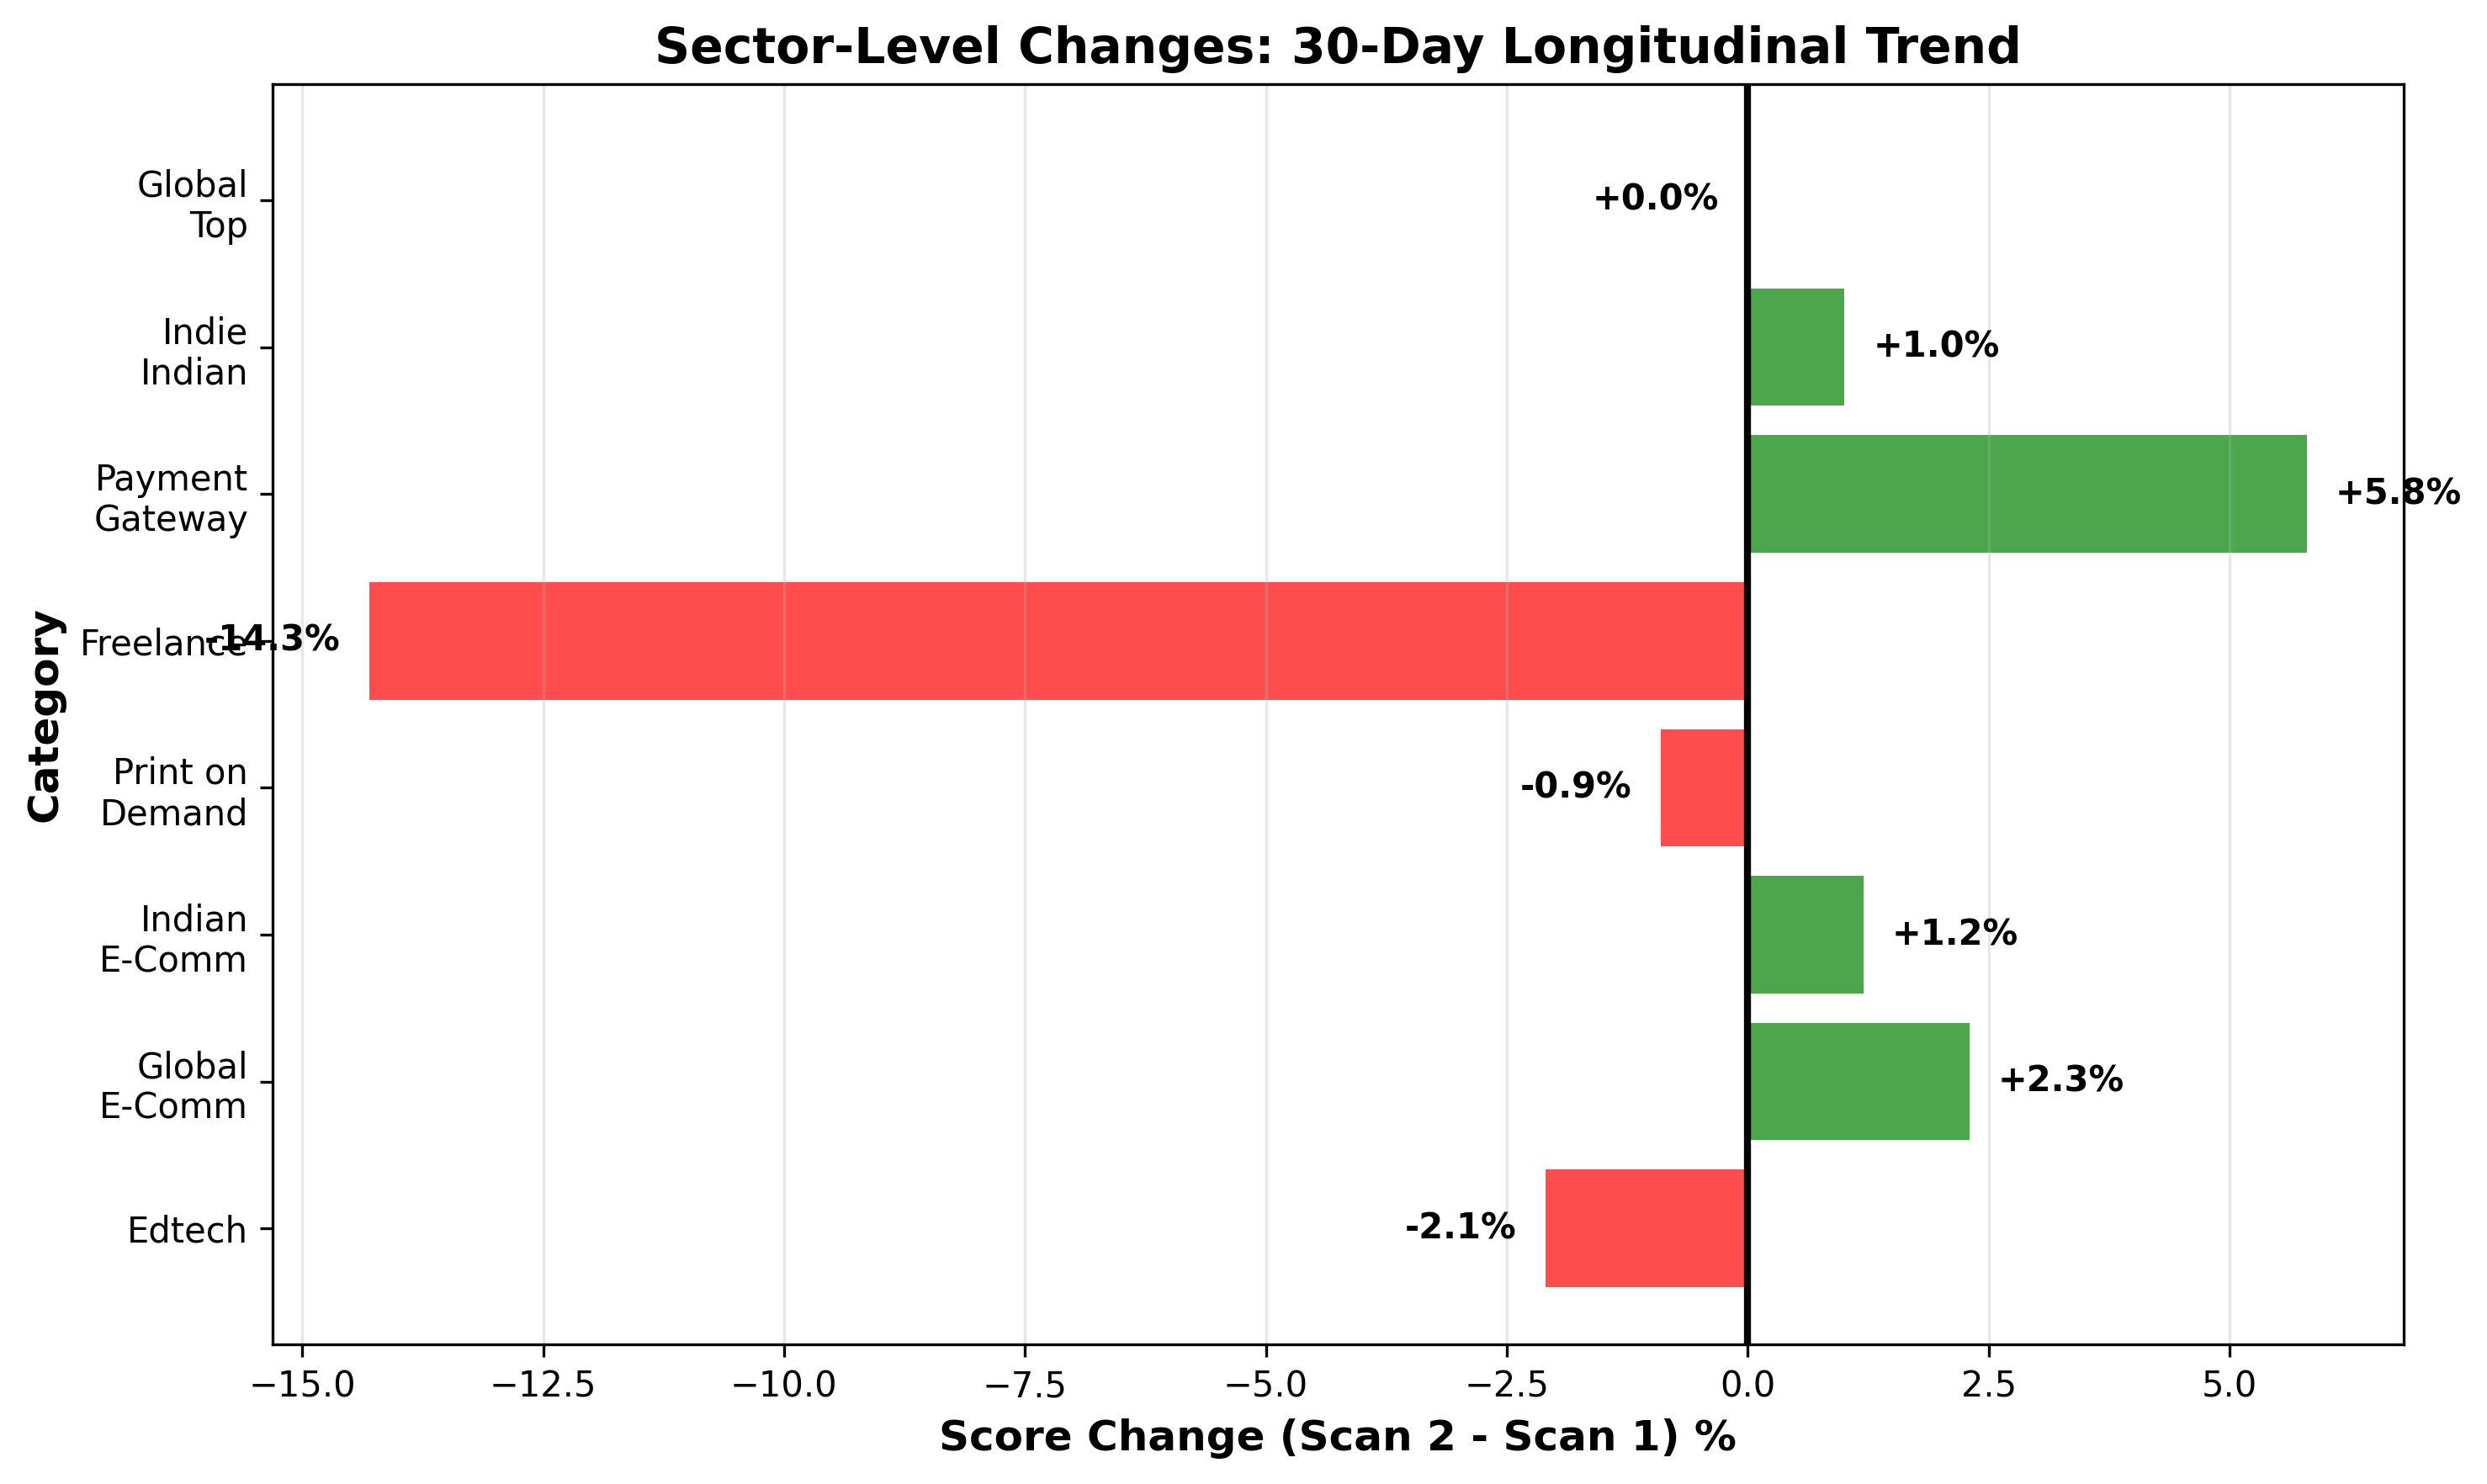 Sector-Level Changes: 30-Day Longitudinal Trend
Category
Global
Top
+0.0%
Indie
Indian
+1.0%
Payment
Gateway
+5.8%
Freelance
-14.3%
Print on
Demand
-0.9%
Indian
E-Comm
+1.2%
Global
E-Comm
+2.3%
Edtech
-2.1%
−15.0 −12.5 −10.0 −7.5 −5.0 −2.5 0.0 2.5 5.0
Score Change (Scan 2 - Scan 1) %